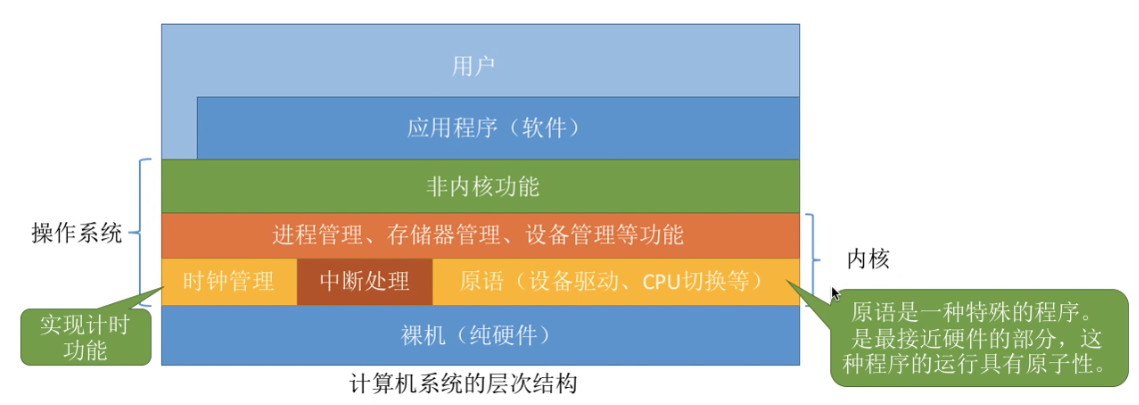 用户
应用程序（软件）
非内核功能
操作系统
进程管理、存储器管理、设备管理等功能
内核
时钟管理
中断处理
原语（设备驱动、CPU切换等）
实现计时
功能
原语是一种特殊的程序。
是最接近硬件的部分，这
种程序的运行具有原子性。
裸机（纯硬件）
计算机系统的层次结构